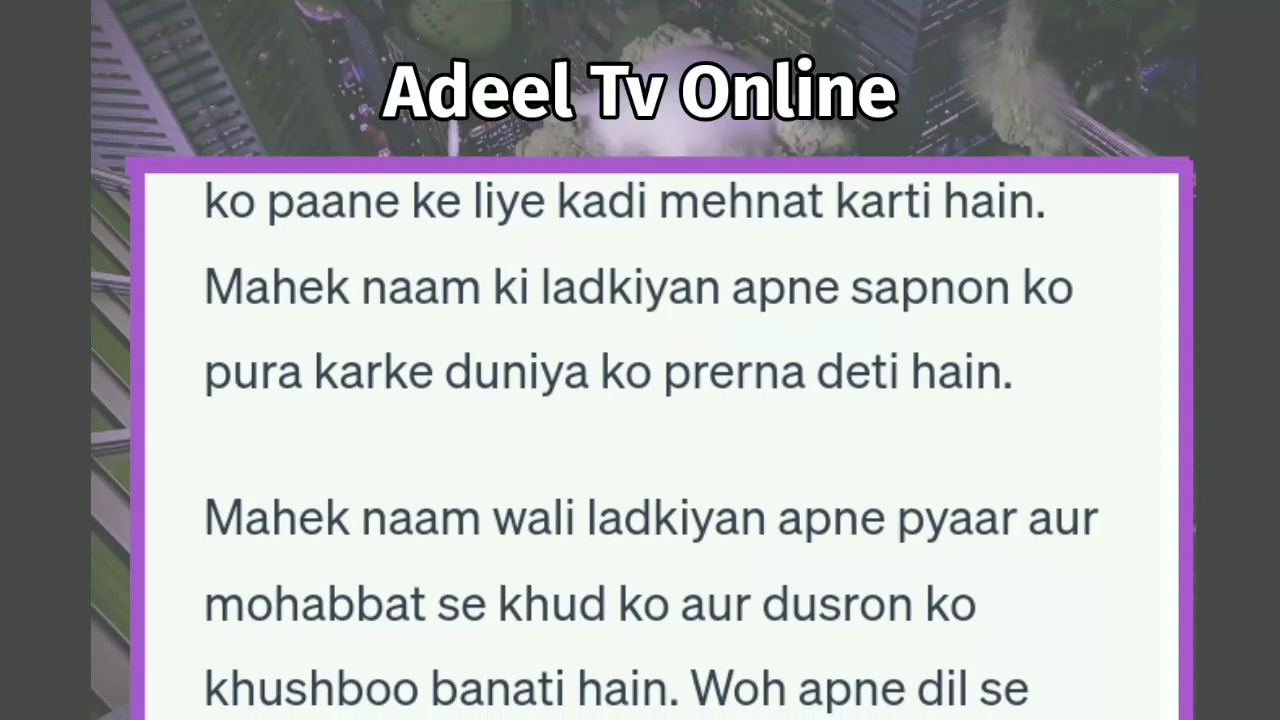 Adeel Tv Online
ko paane ke liye kadi mehnat karti hain.
Mahek naam ki ladkiyan apne sapnon ko
pura karke duniya ko prerna deti hain.
Mahek naam wali ladkiyan apne pyaar aur
mohabbat se khud ko aur dusron ko
khushboo banati hain. Woh apne dil se